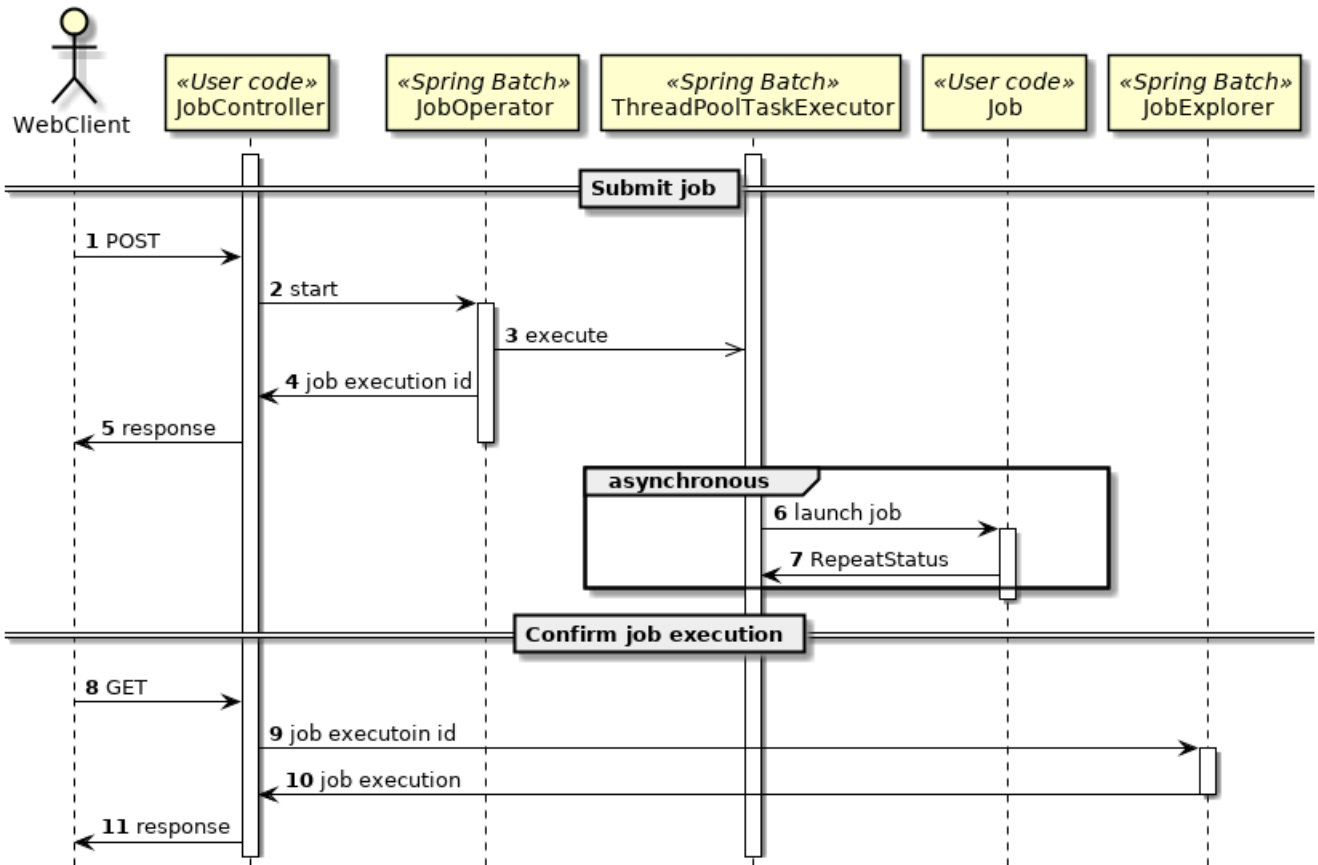 WebClient
«User code»
JobController
«Spring Batch»
JobOperator
«Spring Batch»
ThreadPoolTaskExecutor
«User code»
Job
«Spring Batch»
JobExplorer
Submit job
1 POST
2 start
3 execute
4 job execution id
5 response
asynchronous
6 launch job
7 RepeatStatus
Confirm job execution
8 GET
9 job executoin id
10 job execution
11 response